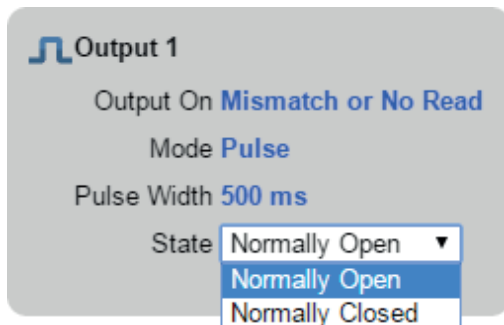 Output 1
Output On Mismatch or No Read
Mode Pulse
Pulse Width 500 ms
State Normally Open
Normally Open
Normally Closed